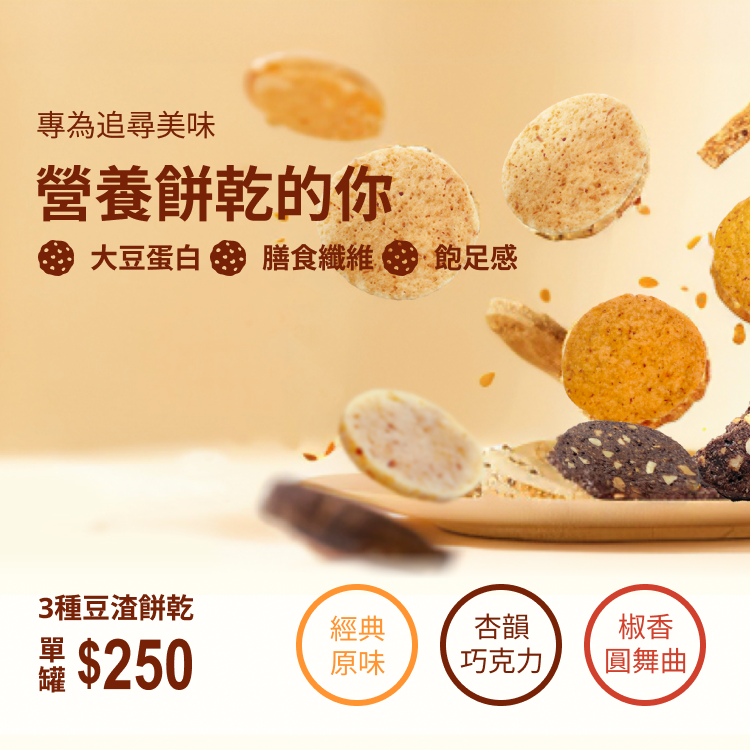 專為追尋美味
營養餅乾的你
大豆蛋白 膳食纖維 飽足感
3種豆渣餅乾
單罐 $250
經典
原味
杏韻
巧克力
椒香
圓舞曲